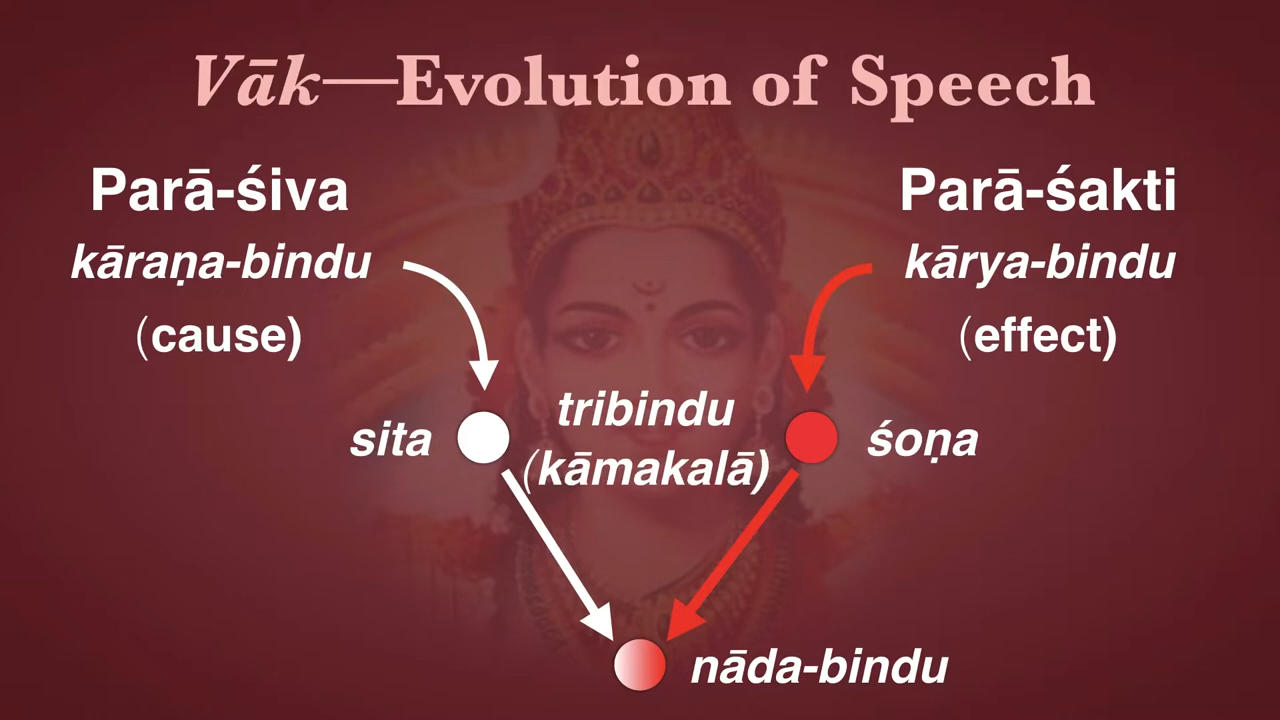 Vāk—Evolution of Speech
Parā-śiva
kāraṇa-bindu
(cause)
Parā-śakti
kārya-bindu
(effect)
sita
tribindu
(kāmakalā)
śoṇa
nāda-bindu